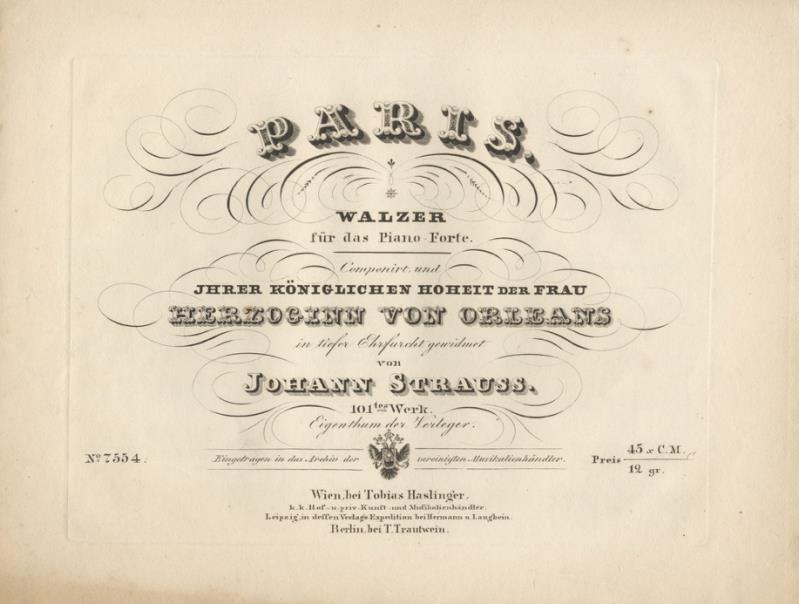 PARIS,
WALZER
für das Piano-Forte.
Componirt, und
JHRER KÖNIGLICHEN HOHEIT DER FRAU
HERZOGINN VON ORLEANS
in tiefer Ehrfurcht gewidmet
von
JOHANN STRAUSS.
101tes Werk.
Eigenthum der Verleger.
No 7554.
Eingetragen in das Archiv der vereinigten Musikalienhändler.
Preis 45 x C.M.
12 gr.
Wien, bei Tobias Haslinger,
k. k. Hof- u. priv. Kunst- und Musikalienhändler.
Leipzig, in dessen Verlags Expedition bei Hermann u. Langbein.
Berlin, bei T. Trautwein.